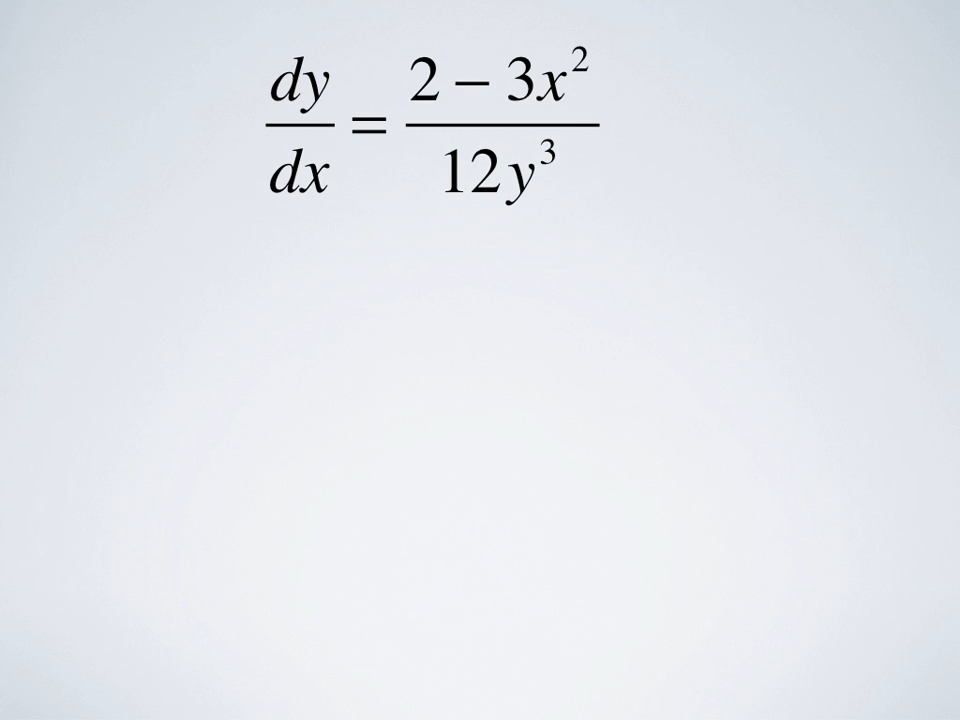 dy/dx = (2 − 3x²)/(12y³)